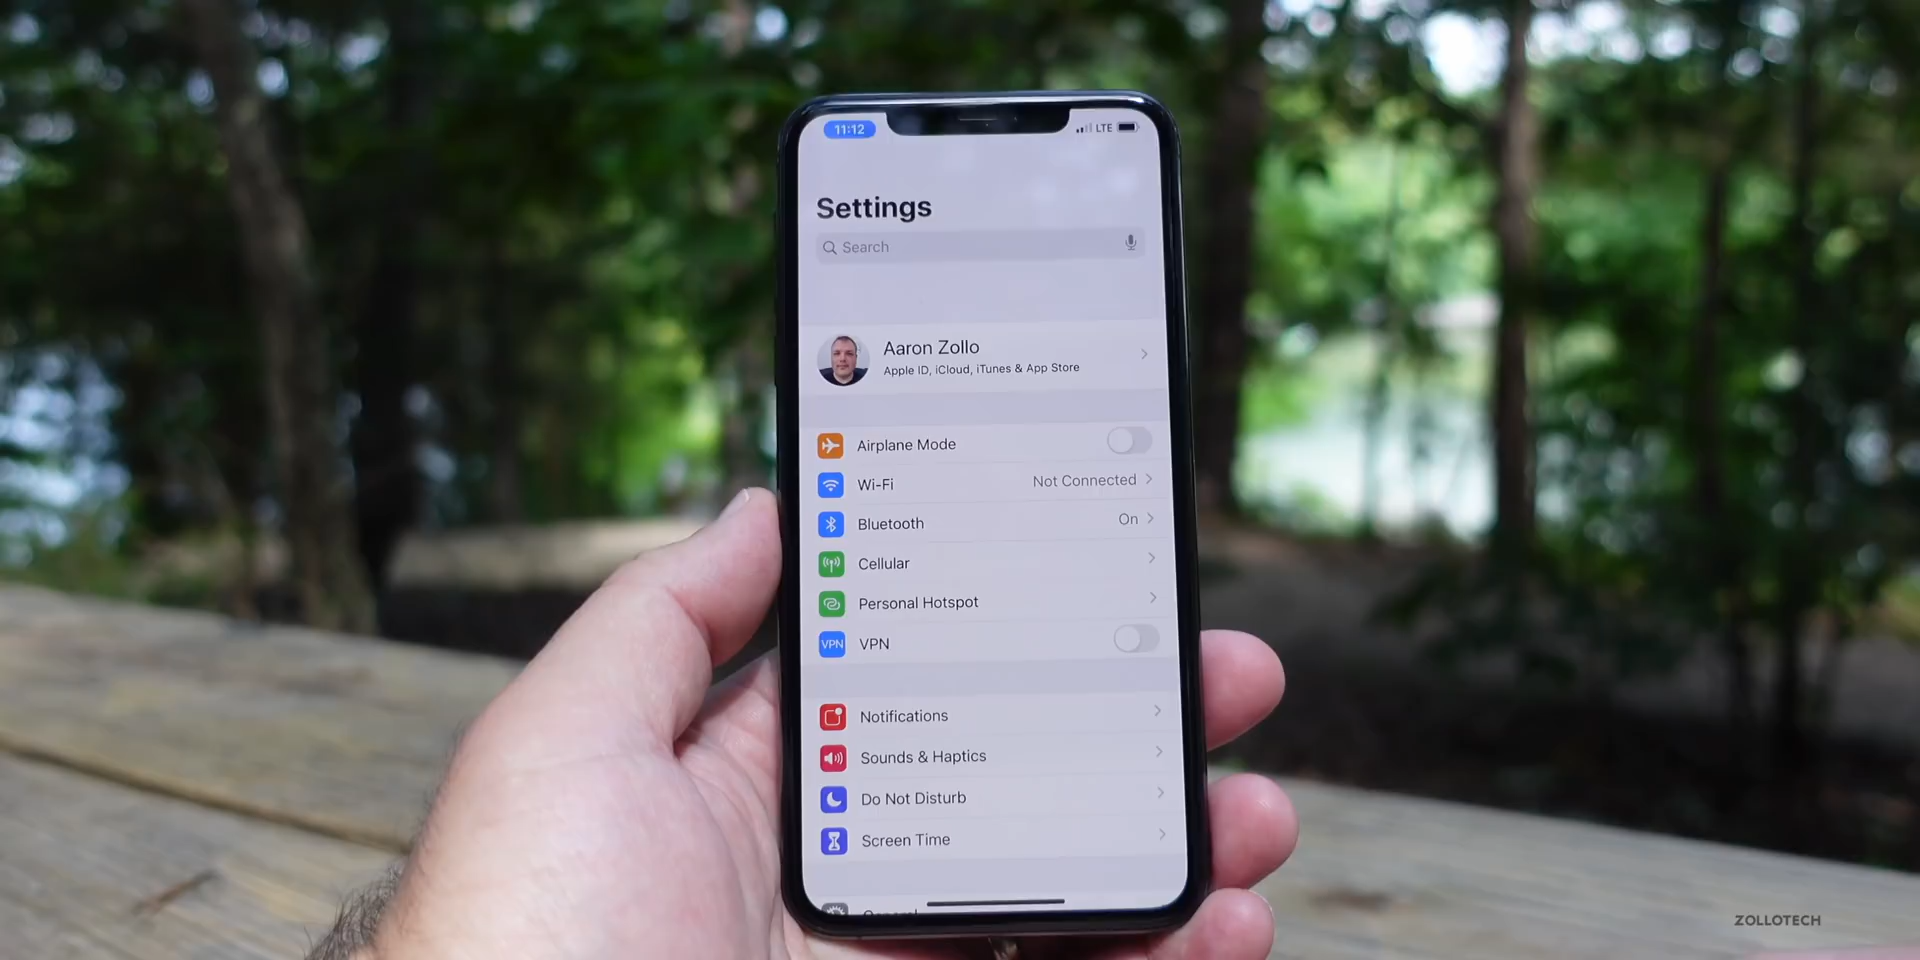 11:12
LTE
Settings
Search
Aaron Zollo
Apple ID, iCloud, iTunes & App Store
Airplane Mode
Wi-Fi Not Connected
Bluetooth On
Cellular
Personal Hotspot
VPN VPN
Notifications
Sounds & Haptics
Do Not Disturb
Screen Time
General
ZOLLOTECH